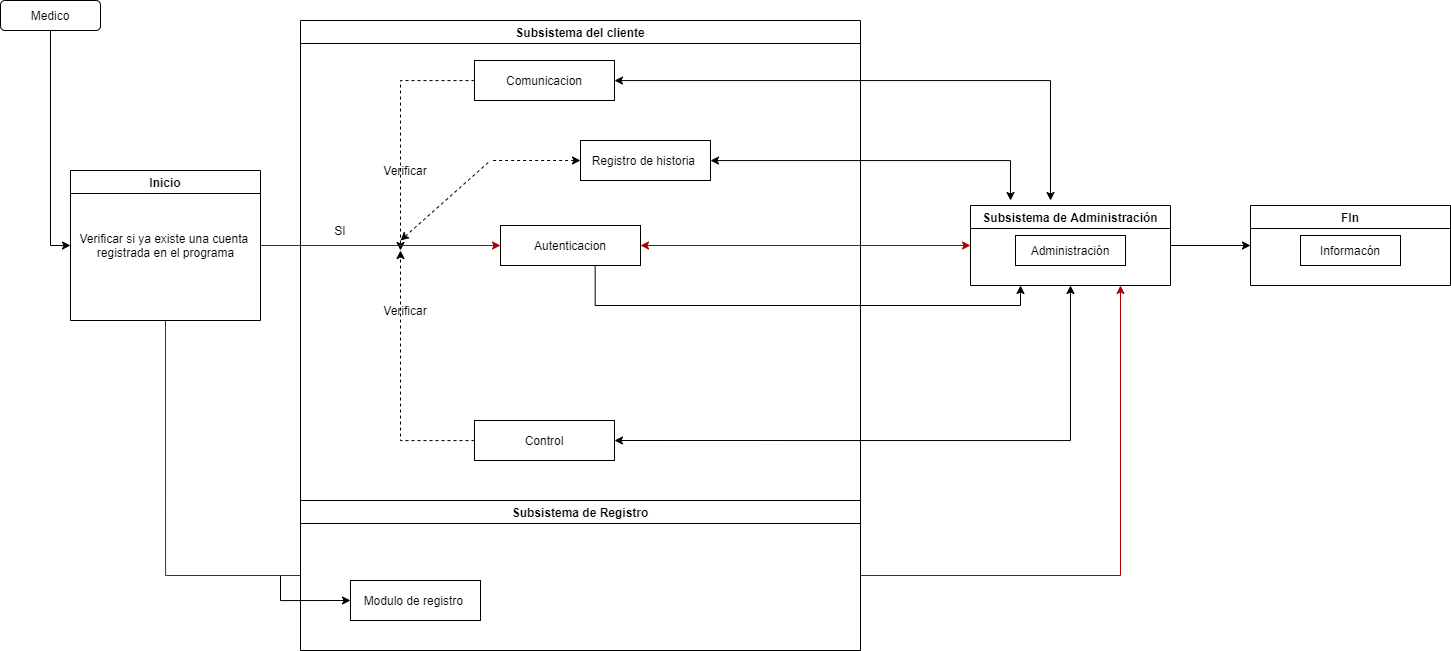 Medico
Subsistema del cliente
Comunicacion
Registro de historia
Verificar
Inicio
Verificar si ya existe una cuenta
registrada en el programa
SI
Autenticacion
Subsistema de Administración
Administración
FIn
Informacón
Verificar
Control
Subsistema de Registro
Modulo de registro